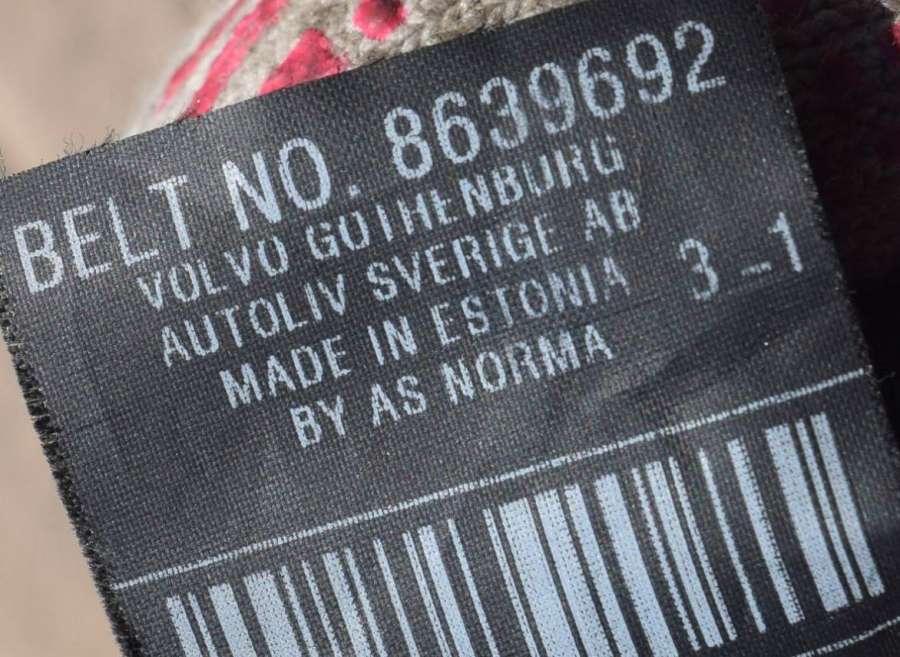 BELT NO. 8639692
VOLVO GOTHENBURG
AUTOLIV SVERIGE AB
MADE IN ESTONIA 3-1
BY AS NORMA